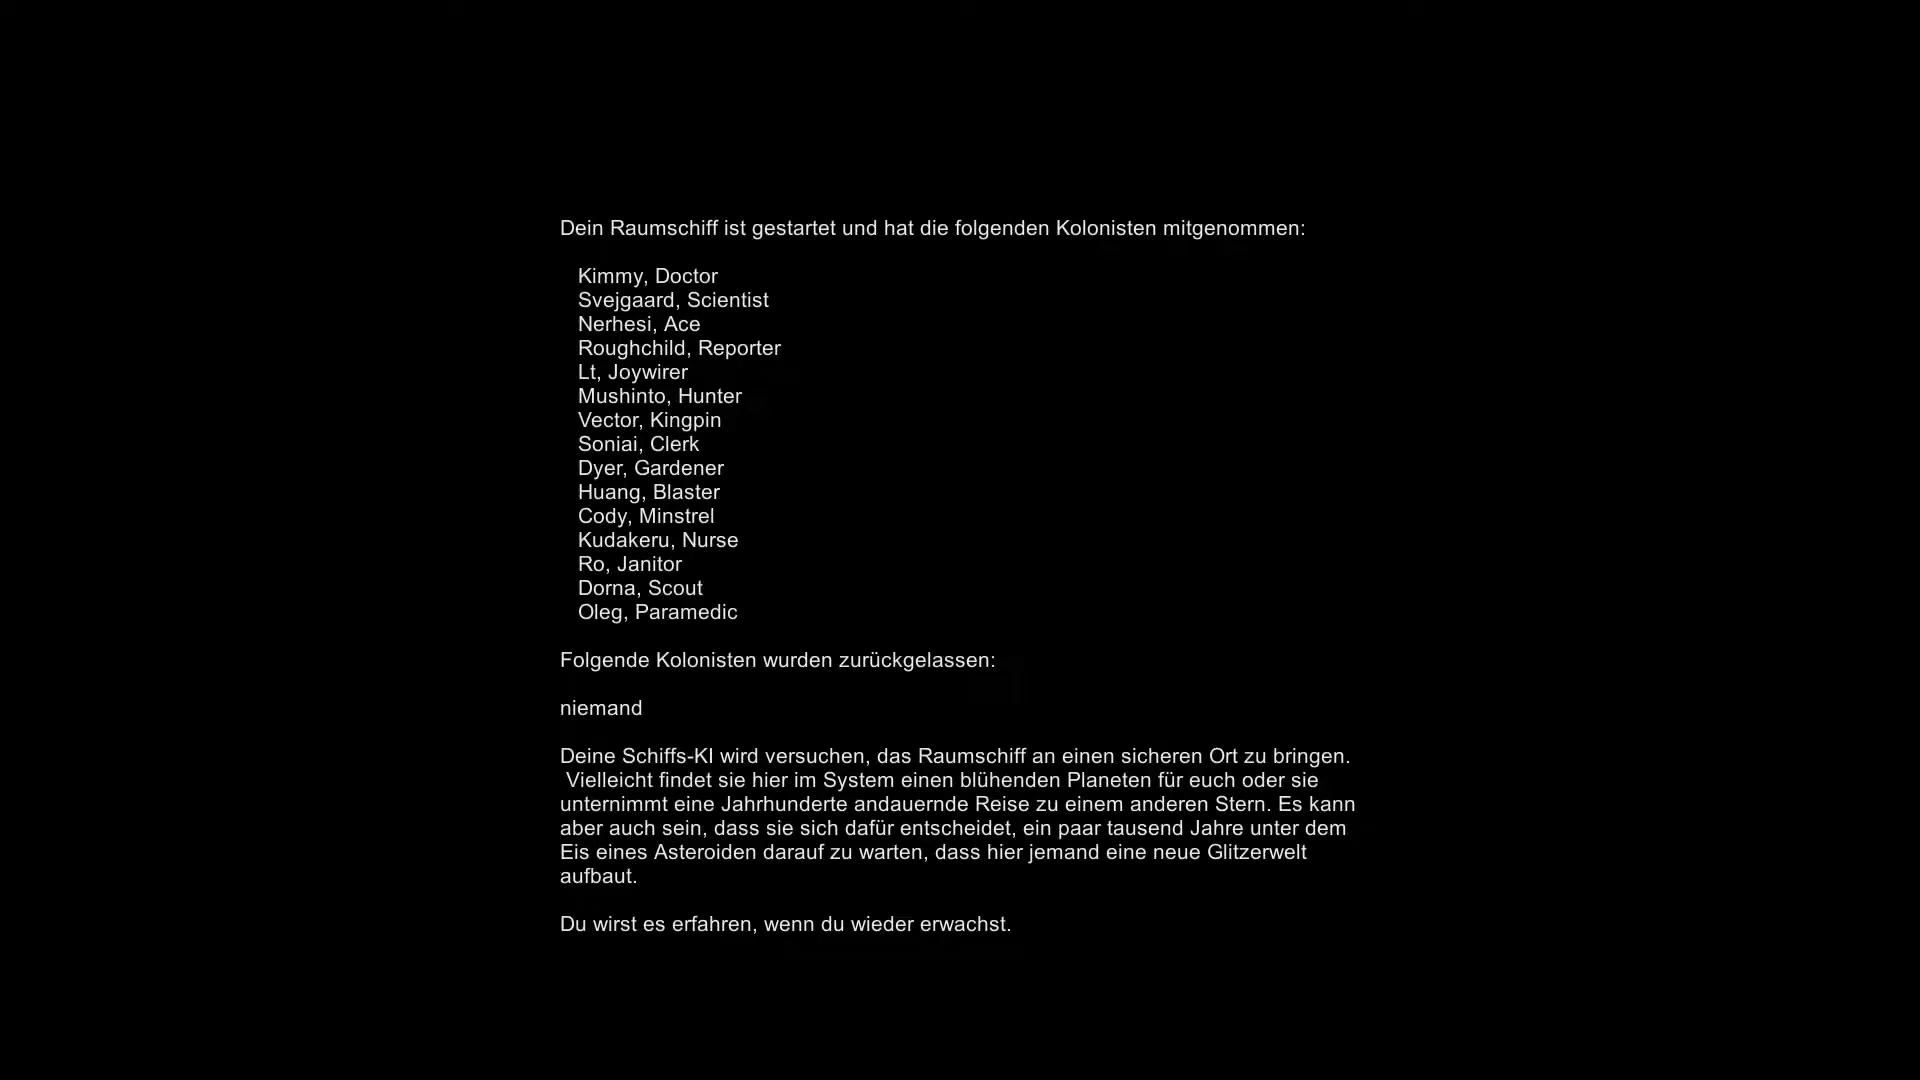 Dein Raumschiff ist gestartet und hat die folgenden Kolonisten mitgenommen:
Kimmy, Doctor
Svejgaard, Scientist
Nerhesi, Ace
Roughchild, Reporter
Lt, Joywirer
Mushinto, Hunter
Vector, Kingpin
Soniai, Clerk
Dyer, Gardener
Huang, Blaster
Cody, Minstrel
Kudakeru, Nurse
Ro, Janitor
Dorna, Scout
Oleg, Paramedic
Folgende Kolonisten wurden zurückgelassen:
niemand
Deine Schiffs-KI wird versuchen, das Raumschiff an einen sicheren Ort zu bringen.
Vielleicht findet sie hier im System einen blühenden Planeten für euch oder sie
unternimmt eine Jahrhunderte andauernde Reise zu einem anderen Stern. Es kann
aber auch sein, dass sie sich dafür entscheidet, ein paar tausend Jahre unter dem
Eis eines Asteroiden darauf zu warten, dass hier jemand eine neue Glitzerwelt
aufbaut.
Du wirst es erfahren, wenn du wieder erwachst.